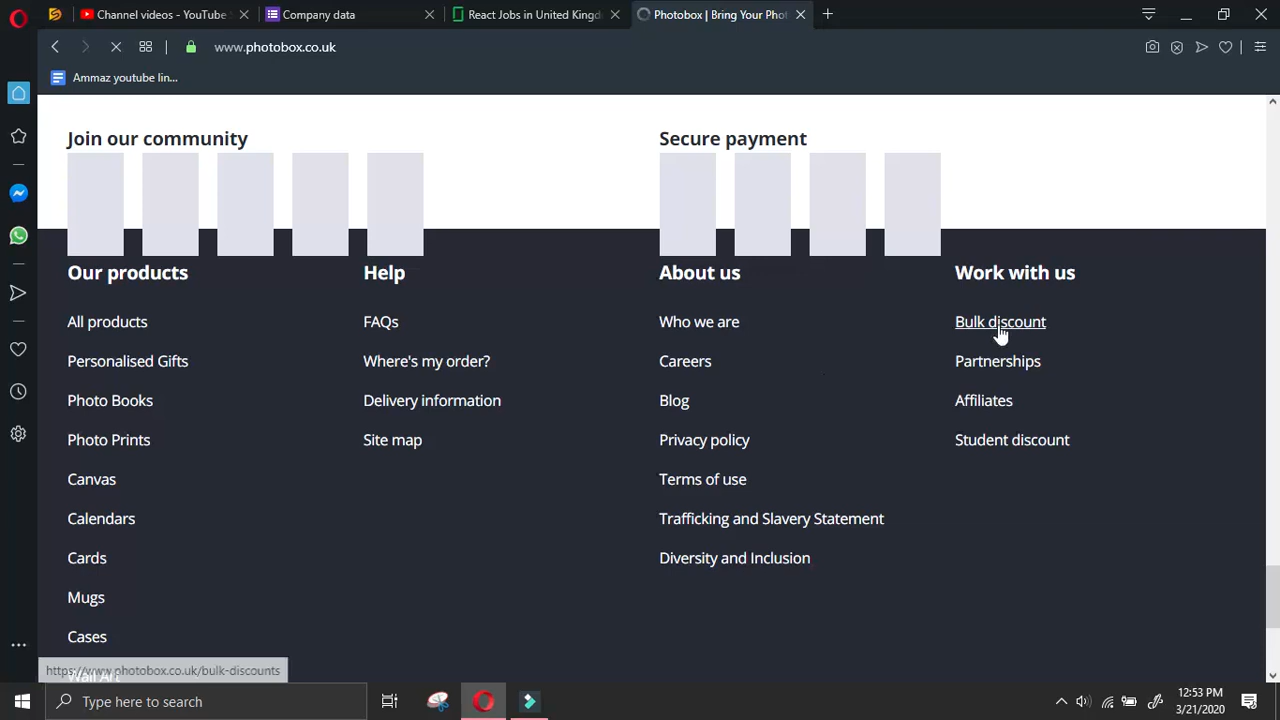 Channel videos - YouTube S
Company data
React Jobs in United Kingd
Photobox | Bring Your Phot
www.photobox.co.uk
Ammaz youtube lin...
Join our community
Secure payment
Our products
Help
About us
Work with us
All products
FAQs
Who we are
Bulk discount
Personalised Gifts
Where's my order?
Careers
Partnerships
Photo Books
Delivery information
Blog
Affiliates
Photo Prints
Site map
Privacy policy
Student discount
Canvas
Terms of use
Calendars
Trafficking and Slavery Statement
Cards
Diversity and Inclusion
Mugs
Cases
https://www.photobox.co.uk/bulk-discounts
Wall Art
Type here to search
12:53 PM
3/21/2020